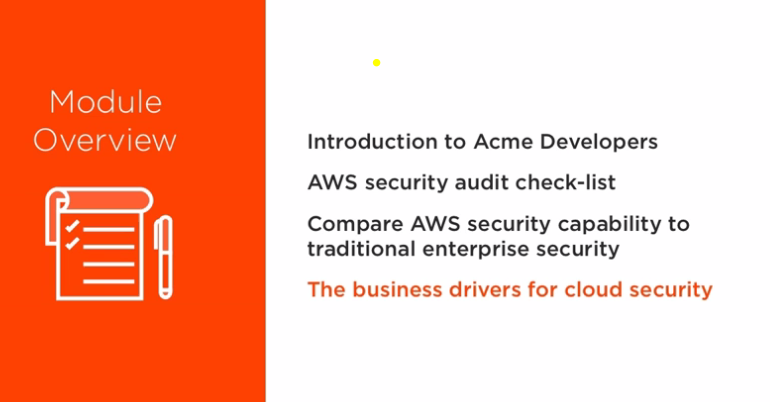 Module
Overview
Introduction to Acme Developers
AWS security audit check-list
Compare AWS security capability to
traditional enterprise security
The business drivers for cloud security